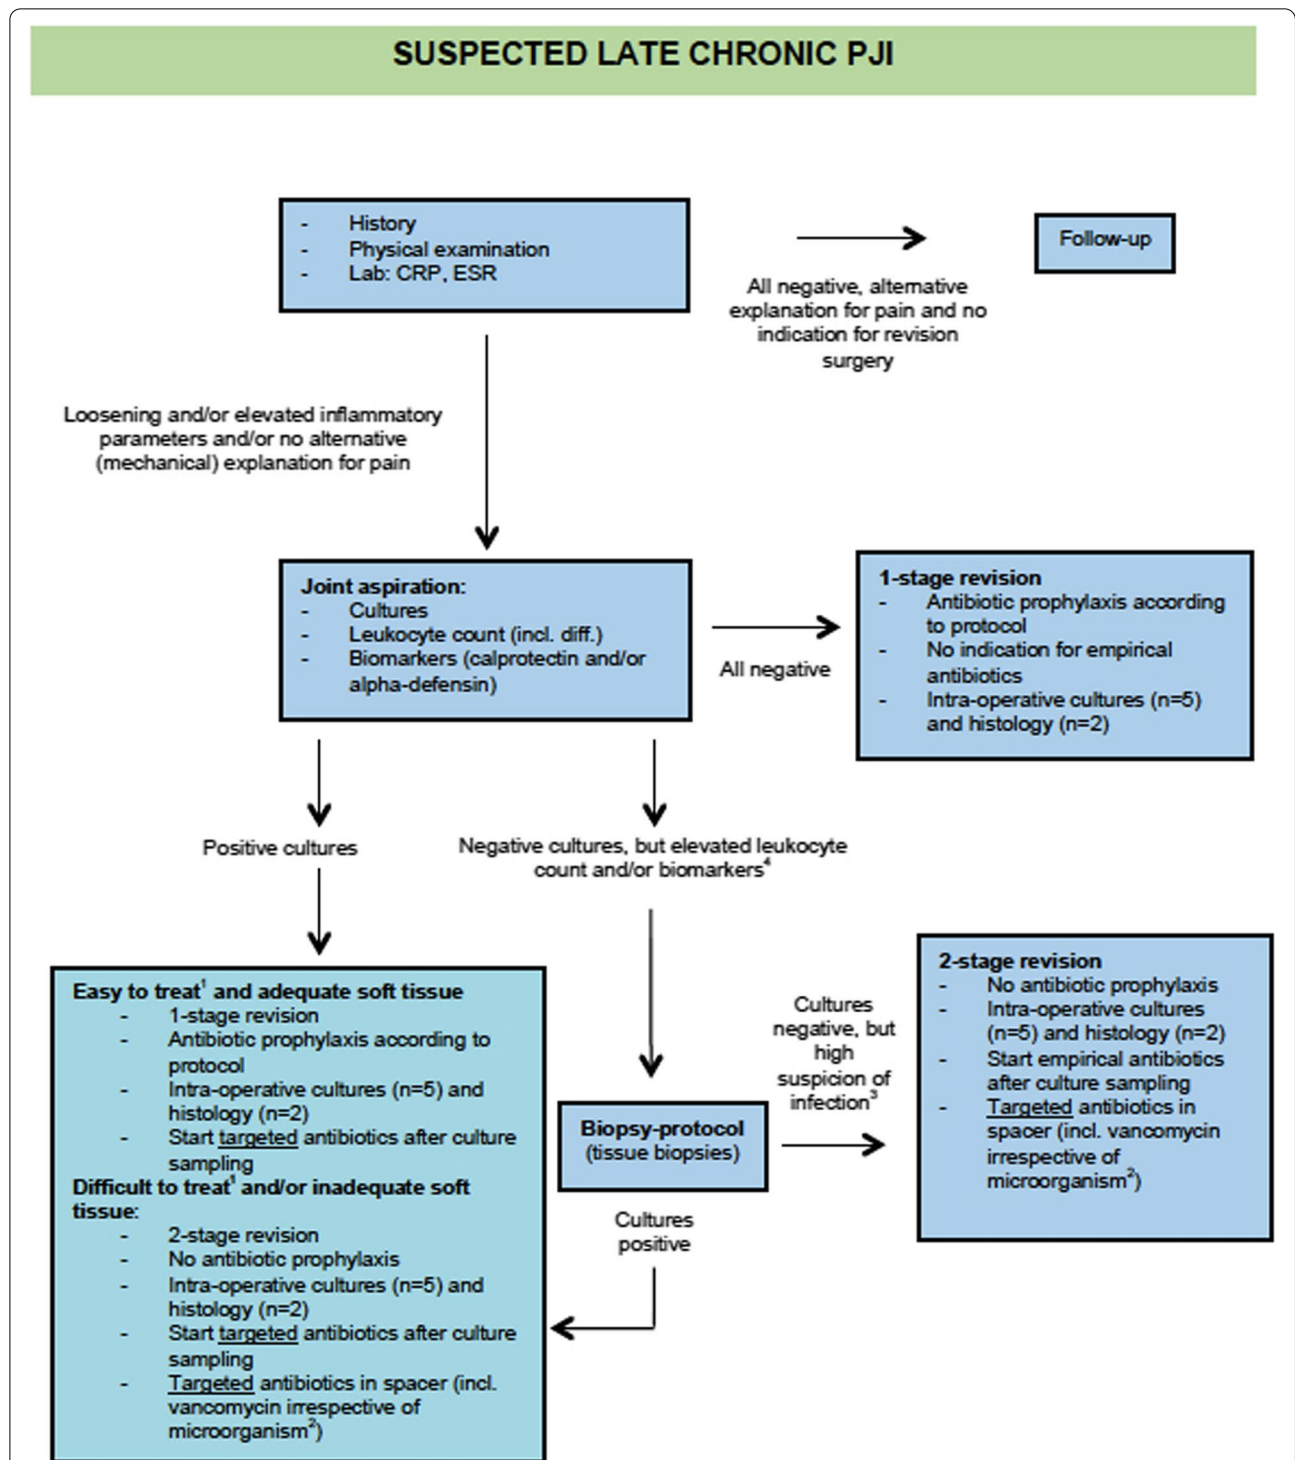 SUSPECTED LATE CHRONIC PJI
- History
- Physical examination
- Lab: CRP, ESR
Follow-up
All negative, alternative
explanation for pain and no
indication for revision
surgery
Loosening and/or elevated inflammatory
parameters and/or no alternative
(mechanical) explanation for pain
Joint aspiration:
- Cultures
- Leukocyte count (incl. diff.)
- Biomarkers (calprotectin and/or
alpha-defensin)
All negative
1-stage revision
- Antibiotic prophylaxis according
to protocol
- No indication for empirical
antibiotics
- Intra-operative cultures (n=5)
and histology (n=2)
Positive cultures
Negative cultures, but elevated leukocyte
count and/or biomarkers⁴
Easy to treat¹ and adequate soft tissue
- 1-stage revision
- Antibiotic prophylaxis according to
protocol
- Intra-operative cultures (n=5) and
histology (n=2)
- Start targeted antibiotics after culture
sampling
Difficult to treat¹ and/or inadequate soft
tissue:
- 2-stage revision
- No antibiotic prophylaxis
- Intra-operative cultures (n=5) and
histology (n=2)
- Start targeted antibiotics after culture
sampling
- Targeted antibiotics in spacer (incl.
vancomycin irrespective of
microorganism²)
Biopsy-protocol
(tissue biopsies)
Cultures
positive
Cultures
negative, but
high
suspicion of
infection³
2-stage revision
- No antibiotic prophylaxis
- Intra-operative cultures
(n=5) and histology (n=2)
- Start empirical antibiotics
after culture sampling
- Targeted antibiotics in
spacer (incl. vancomycin
irrespective of
microorganism²)